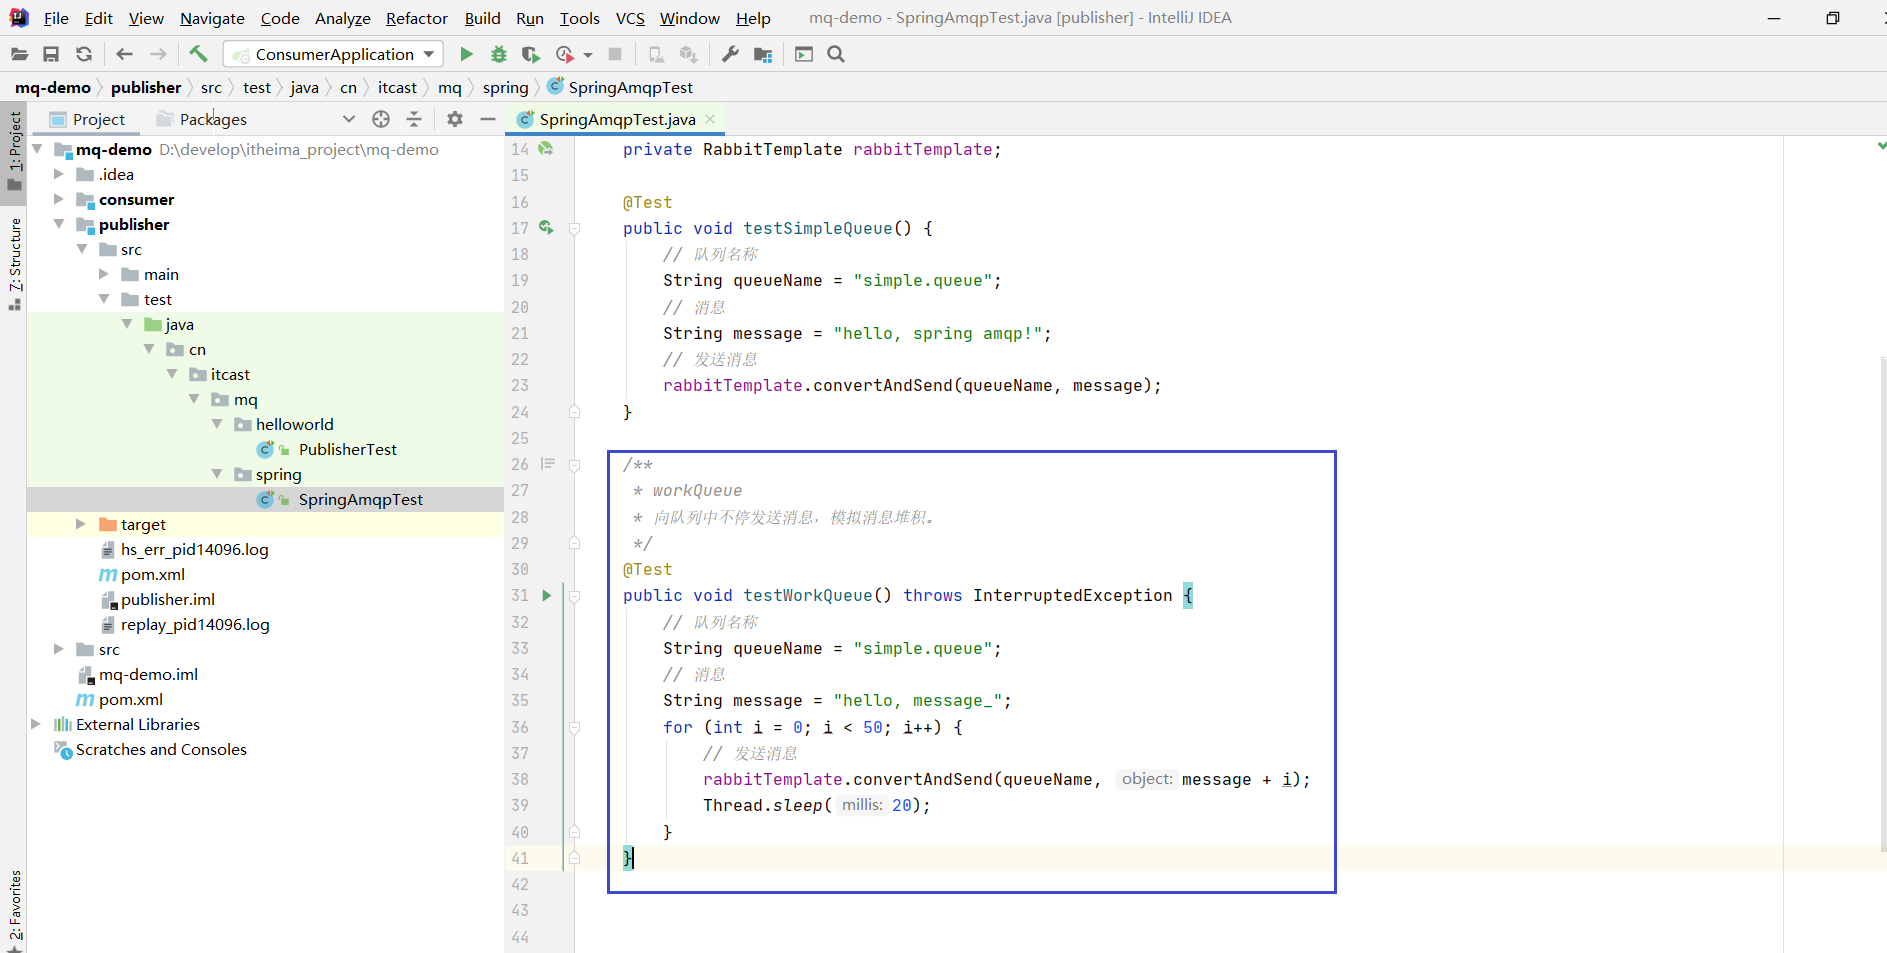 File Edit View Navigate Code Analyze Refactor Build Run Tools VCS Window Help mq-demo - SpringAmqpTest.java [publisher] - IntelliJ IDEA
ConsumerApplication
mq-demo publisher src test java cn itcast mq spring SpringAmqpTest
Project Packages
SpringAmqpTest.java
1: Project
7: Structure
2: Favorites
mq-demo D:\develop\itheima_project\mq-demo
.idea
consumer
publisher
src
main
test
java
cn
itcast
mq
helloworld
PublisherTest
spring
SpringAmqpTest
target
hs_err_pid14096.log
pom.xml
publisher.iml
replay_pid14096.log
src
mq-demo.iml
pom.xml
External Libraries
Scratches and Consoles
14 private RabbitTemplate rabbitTemplate;
15
16 @Test
17 public void testSimpleQueue() {
18 // 队列名称
19 String queueName = "simple.queue";
20 // 消息
21 String message = "hello, spring amqp!";
22 // 发送消息
23 rabbitTemplate.convertAndSend(queueName, message);
24 }
25
26 /**
27 * workQueue
28 * 向队列中不停发送消息，模拟消息堆积。
29 */
30 @Test
31 public void testWorkQueue() throws InterruptedException {
32 // 队列名称
33 String queueName = "simple.queue";
34 // 消息
35 String message = "hello, message_";
36 for (int i = 0; i < 50; i++) {
37 // 发送消息
38 rabbitTemplate.convertAndSend(queueName, object: message + i);
39 Thread.sleep( millis: 20);
40 }
41 }
42
43
44